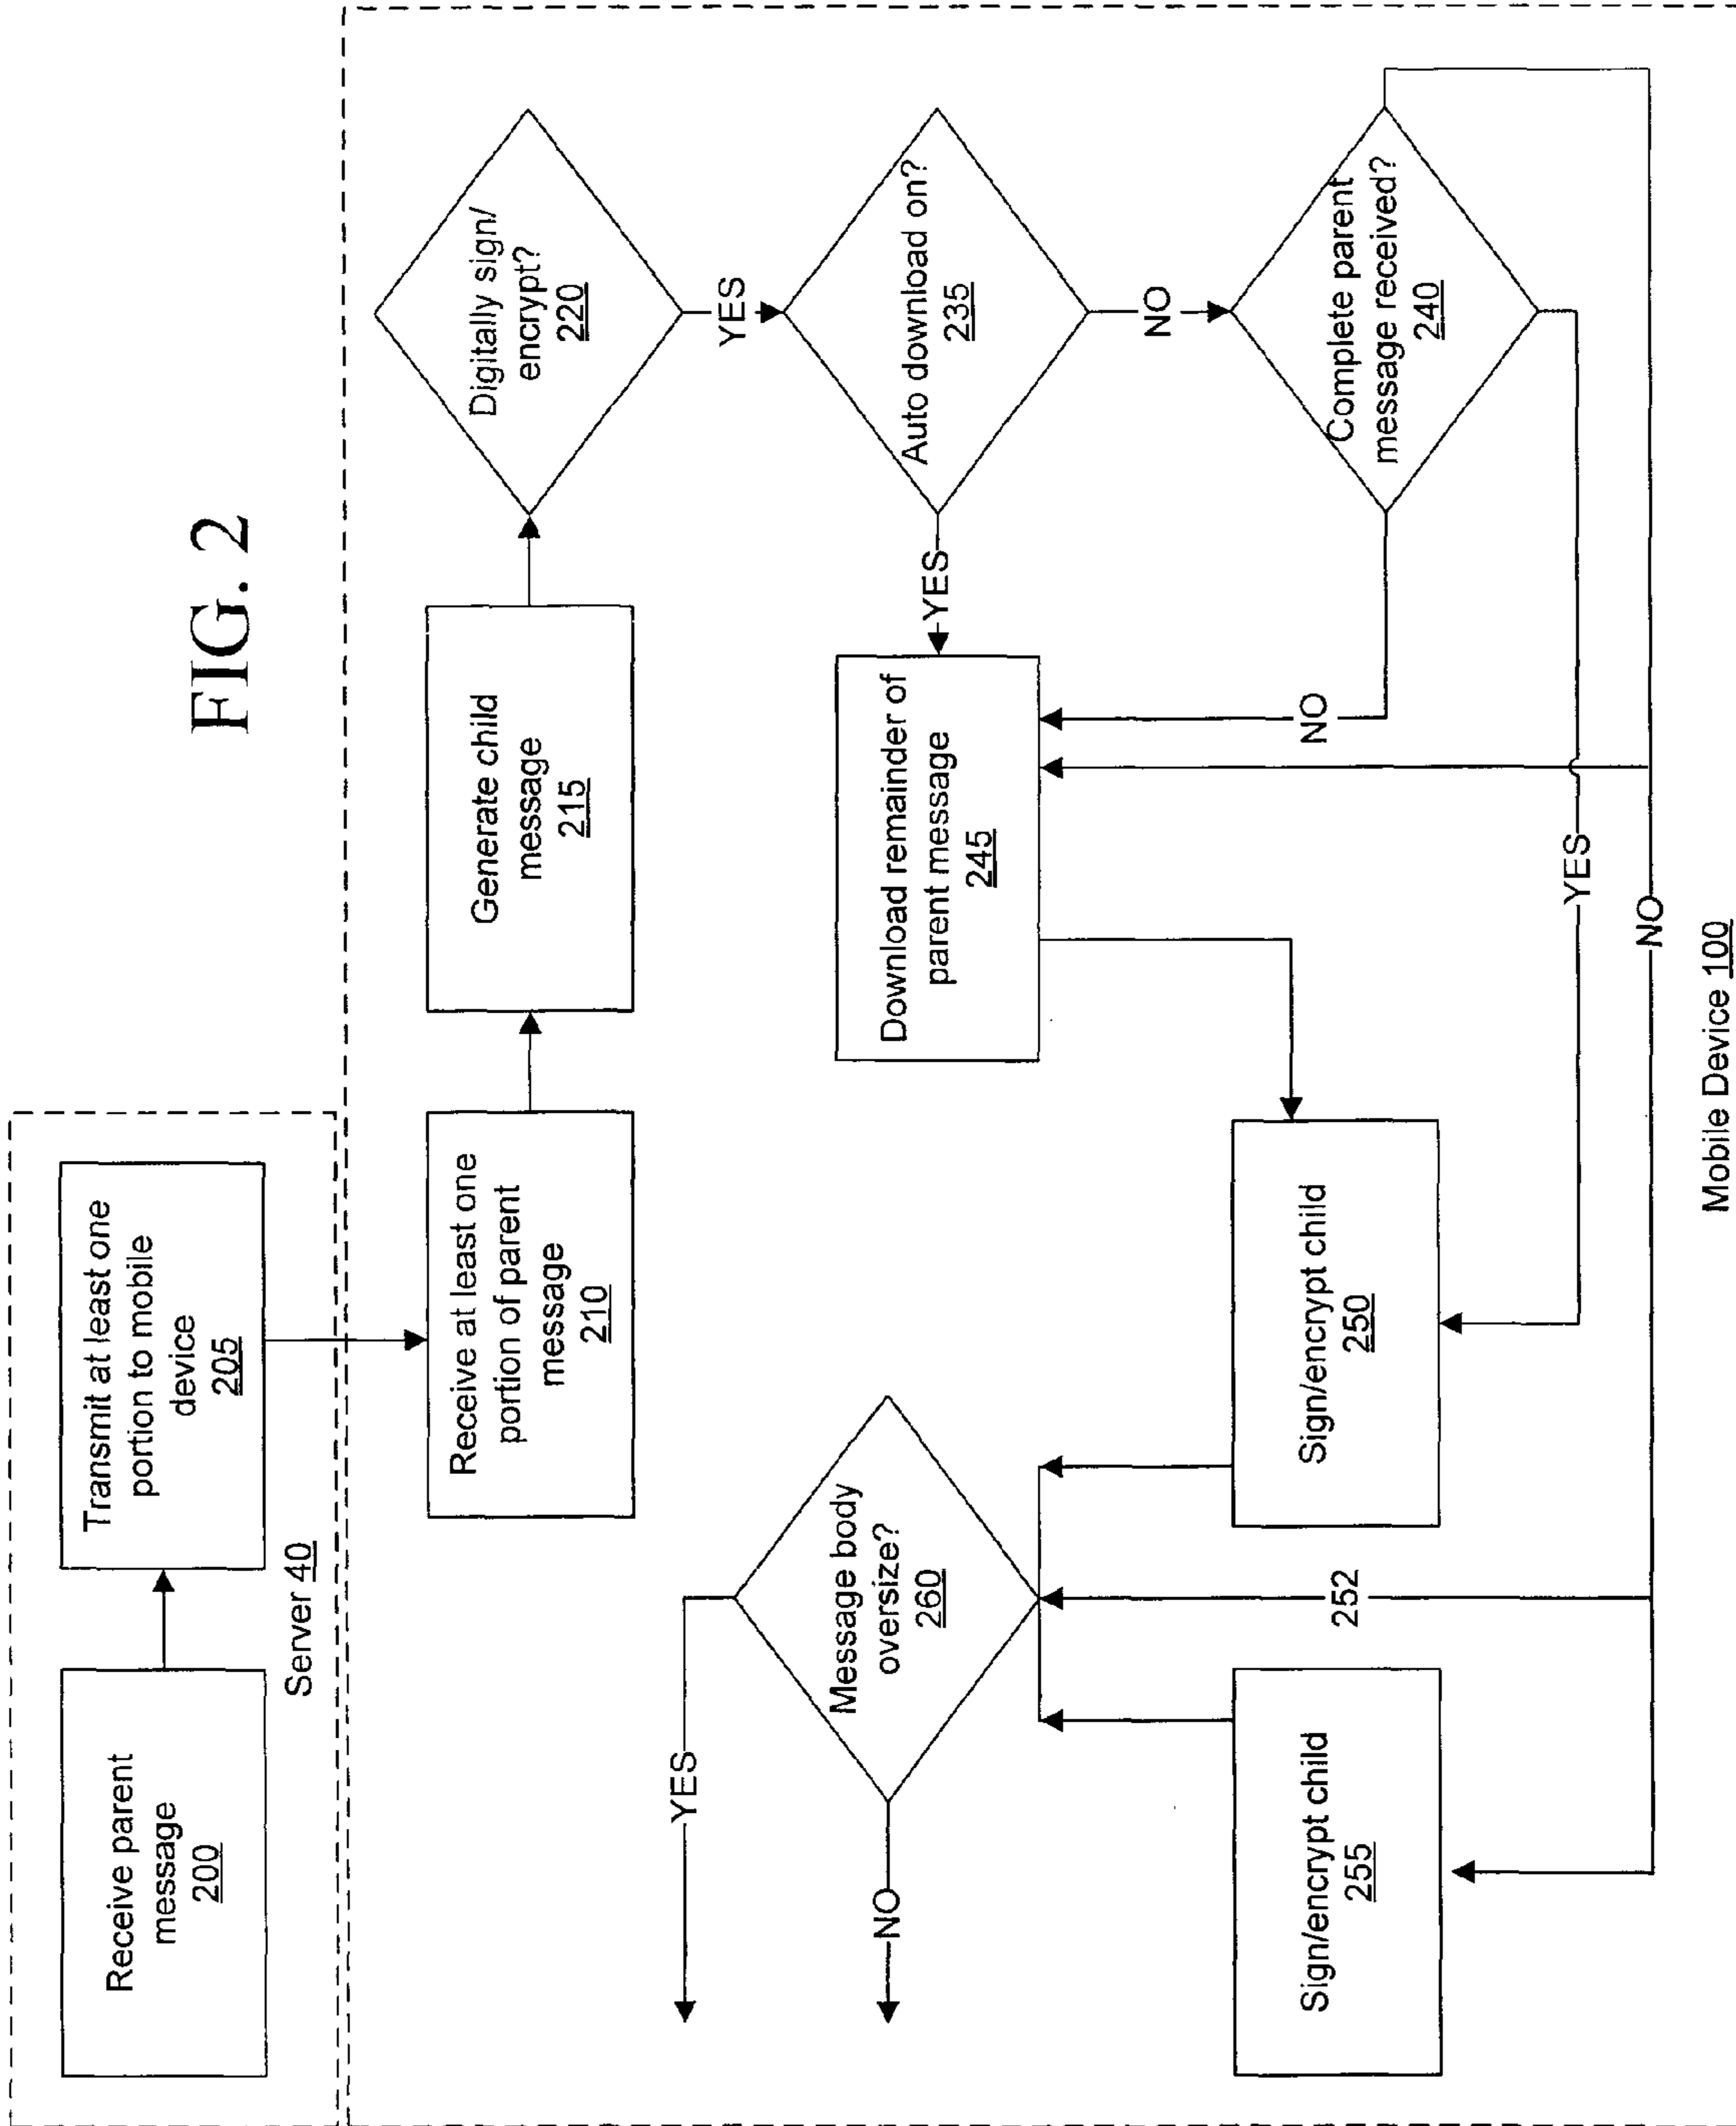 FIG. 2
Receive parent
message
200
Transmit at least one
portion to mobile
device
205
Server 40
Receive at least one
portion of parent
message
210
Generate child
message
215
Digitally sign/
encrypt?
220
YES
Auto download on?
235
YES
NO
Complete parent
message received?
240
NO
YES
NO
Download remainder of
parent message
245
Sign/encrypt child
250
252
Sign/encrypt child
255
Message body
oversize?
260
YES
NO
Mobile Device 100